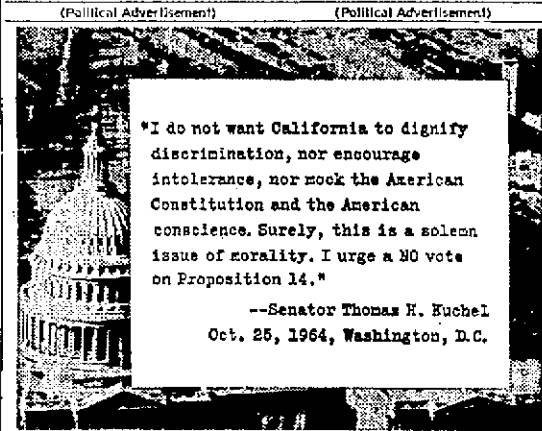 (Political Advertisement) (Political Advertisement)
"I do not want California to dignify
discrimination, nor encourage
intolerance, nor mock the American
Constitution and the American
conscience. Surely, this is a solemn
issue of morality. I urge a NO vote
on Proposition 14."
--Senator Thomas H. Kuchel
Oct. 25, 1964, Washington, D.C.